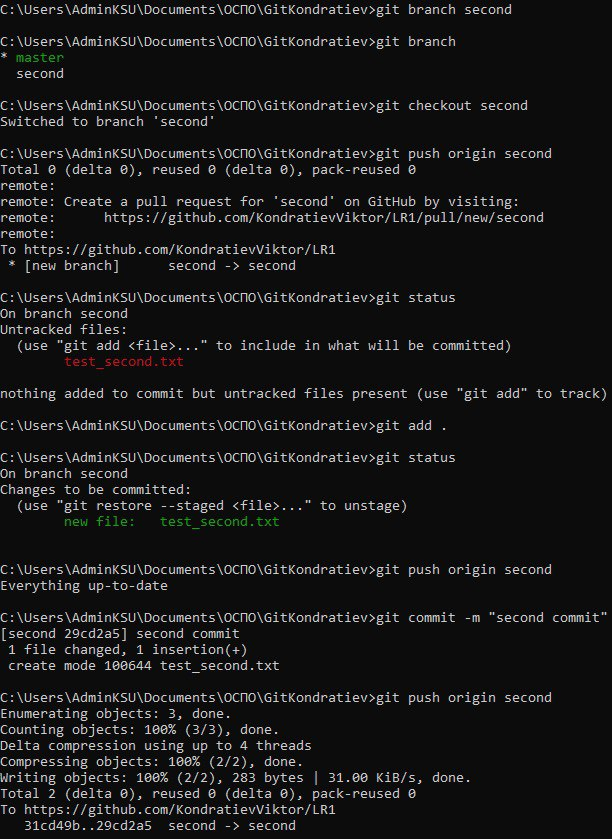 C:\Users\AdminKSU\Documents\ОСПО\GitKondratiev>git branch second
C:\Users\AdminKSU\Documents\ОСПО\GitKondratiev>git branch
* master
  second
C:\Users\AdminKSU\Documents\ОСПО\GitKondratiev>git checkout second
Switched to branch 'second'
C:\Users\AdminKSU\Documents\ОСПО\GitKondratiev>git push origin second
Total 0 (delta 0), reused 0 (delta 0), pack-reused 0
remote:
remote: Create a pull request for 'second' on GitHub by visiting:
remote:      https://github.com/KondratievViktor/LR1/pull/new/second
remote:
To https://github.com/KondratievViktor/LR1
 * [new branch]      second -> second
C:\Users\AdminKSU\Documents\ОСПО\GitKondratiev>git status
On branch second
Untracked files:
  (use "git add <file>..." to include in what will be committed)
        test_second.txt
nothing added to commit but untracked files present (use "git add" to track)
C:\Users\AdminKSU\Documents\ОСПО\GitKondratiev>git add .
C:\Users\AdminKSU\Documents\ОСПО\GitKondratiev>git status
On branch second
Changes to be committed:
  (use "git restore --staged <file>..." to unstage)
        new file:   test_second.txt
C:\Users\AdminKSU\Documents\ОСПО\GitKondratiev>git push origin second
Everything up-to-date
C:\Users\AdminKSU\Documents\ОСПО\GitKondratiev>git commit -m "second commit"
[second 29cd2a5] second commit
 1 file changed, 1 insertion(+)
 create mode 100644 test_second.txt
C:\Users\AdminKSU\Documents\ОСПО\GitKondratiev>git push origin second
Enumerating objects: 3, done.
Counting objects: 100% (3/3), done.
Delta compression using up to 4 threads
Compressing objects: 100% (2/2), done.
Writing objects: 100% (2/2), 283 bytes | 31.00 KiB/s, done.
Total 2 (delta 0), reused 0 (delta 0), pack-reused 0
To https://github.com/KondratievViktor/LR1
   31cd49b..29cd2a5  second -> second